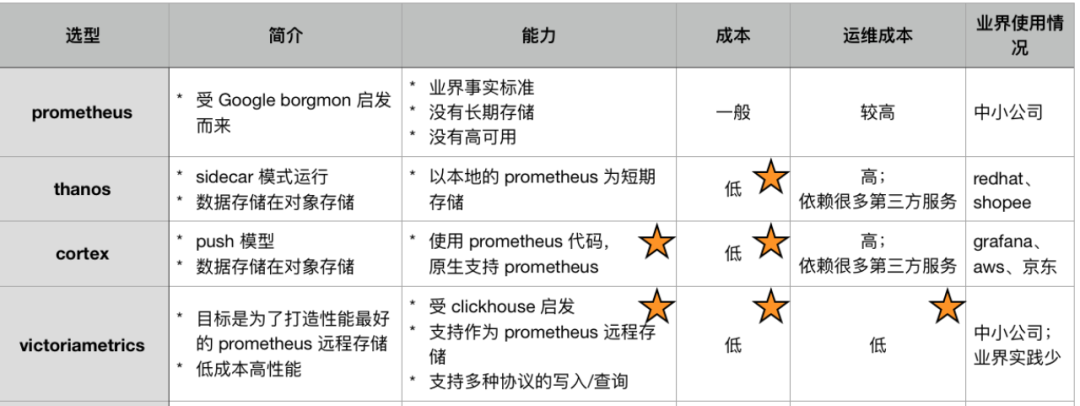 选型
简介
能力
成本
运维成本
业界使用情
况
prometheus
* 受 Google borgmon 启发
而来
* 业界事实标准
* 没有长期存储
* 没有高可用
一般
较高
中小公司
thanos
* sidecar 模式运行
* 数据存储在对象存储
* 以本地的 prometheus 为短期
存储
低
高；
依赖很多第三方服务
redhat、
shopee
cortex
* push 模型
* 数据存储在对象存储
* 使用 prometheus 代码，
原生支持 prometheus
低
高；
依赖很多第三方服务
grafana、
aws、京东
victoriametrics
* 目标是为了打造性能最好
的 prometheus 远程存储
* 低成本高性能
* 受 clickhouse 启发
* 支持作为 prometheus 远程存
储
* 支持多种协议的写入/查询
低
低
中小公司；
业界实践少